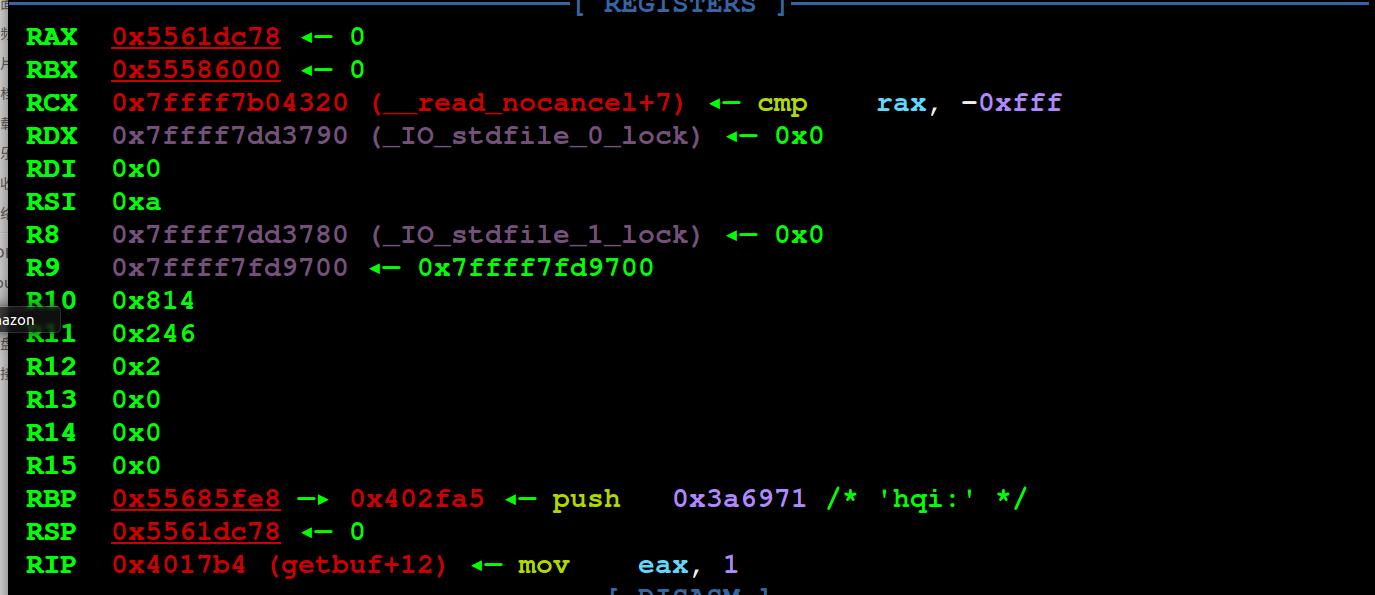 [ REGISTERS ]
RAX 0x5561dc78 ◂— 0
RBX 0x55586000 ◂— 0
RCX 0x7ffff7b04320 (__read_nocancel+7) ◂— cmp rax, -0xfff
RDX 0x7ffff7dd3790 (_IO_stdfile_0_lock) ◂— 0x0
RDI 0x0
RSI 0xa
R8 0x7ffff7dd3780 (_IO_stdfile_1_lock) ◂— 0x0
R9 0x7ffff7fd9700 ◂— 0x7ffff7fd9700
R10 0x814
azon
R11 0x246
R12 0x2
R13 0x0
R14 0x0
R15 0x0
RBP 0x55685fe8 —▸ 0x402fa5 ◂— push 0x3a6971 /* 'hqi:' */
RSP 0x5561dc78 ◂— 0
RIP 0x4017b4 (getbuf+12) ◂— mov eax, 1
[ DISASM ]